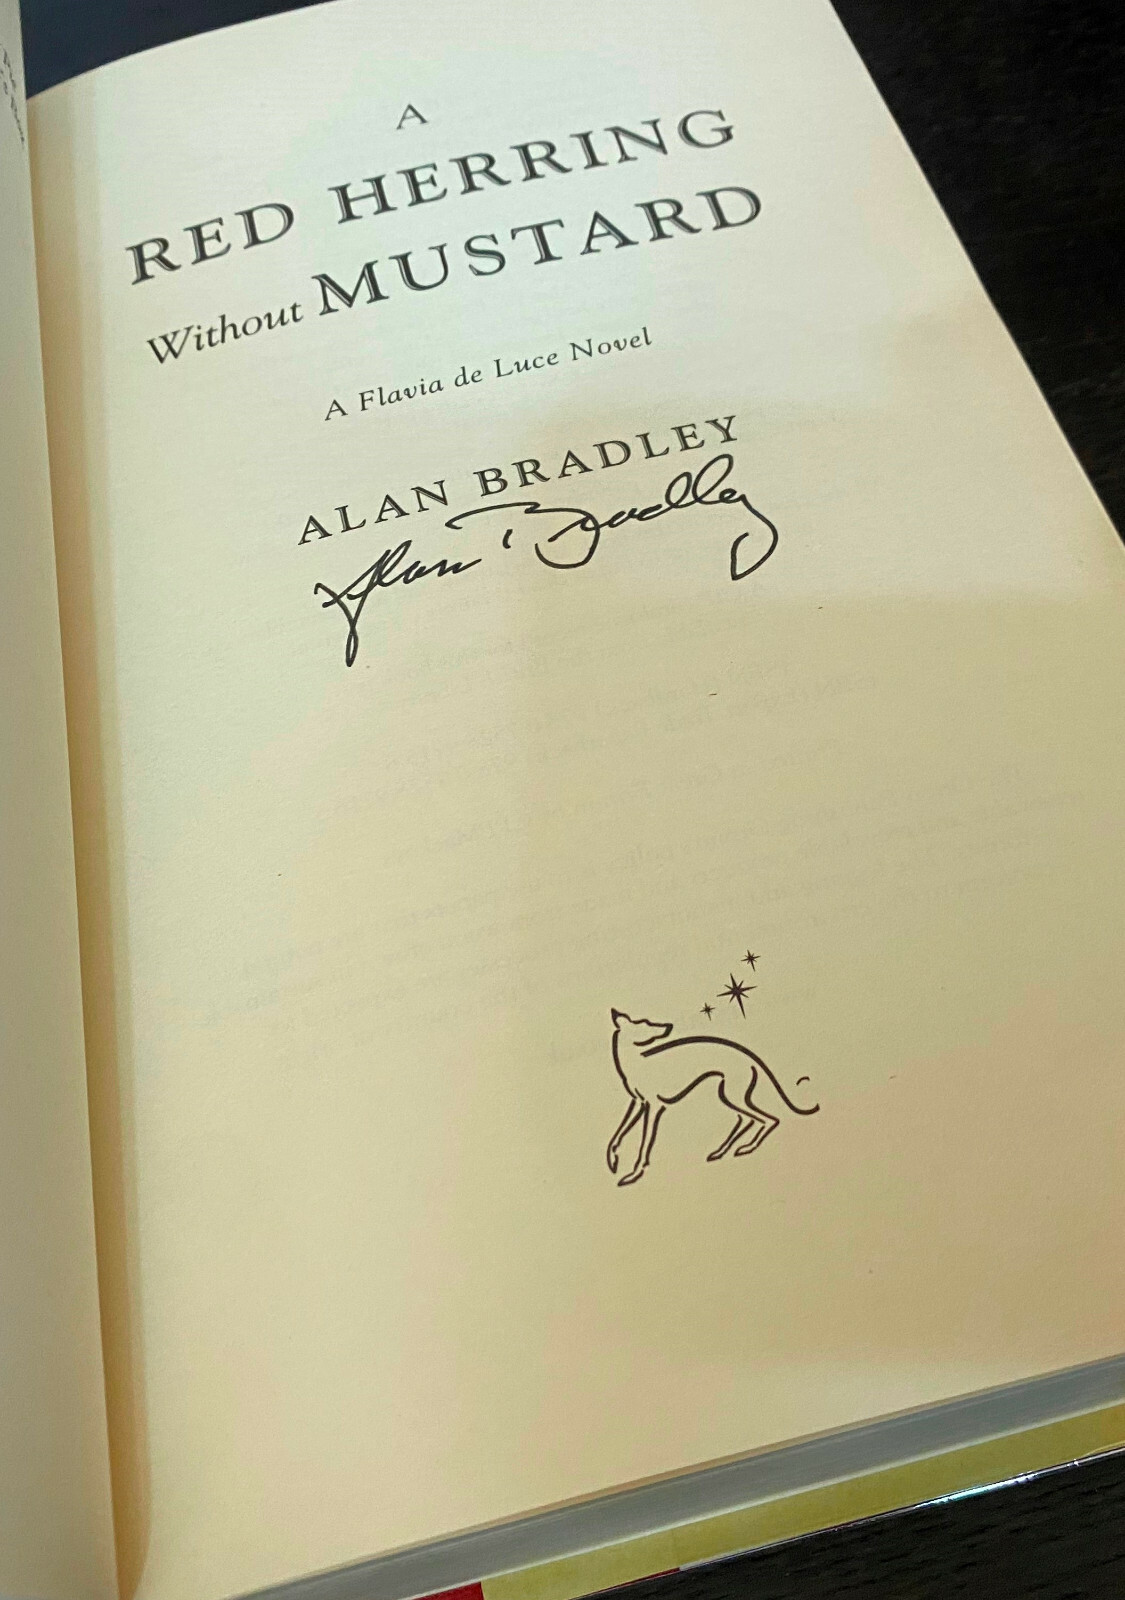 A
RED HERRING
Without MUSTARD
A Flavia de Luce Novel
ALAN BRADLEY
Alan Bradley